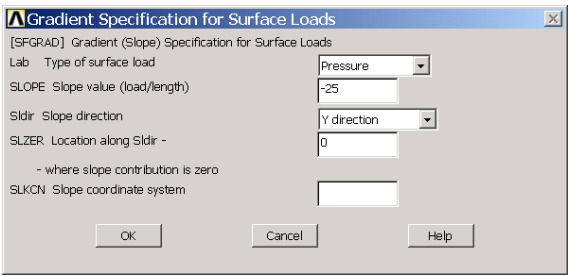 Gradient Specification for Surface Loads
[SFGRAD] Gradient (Slope) Specification for Surface Loads
Lab Type of surface load Pressure
SLOPE Slope value (load/length) -25
Sldir Slope direction Y direction
SLZER Location along Sldir - 0
- where slope contribution is zero
SLKCN Slope coordinate system
OK Cancel Help